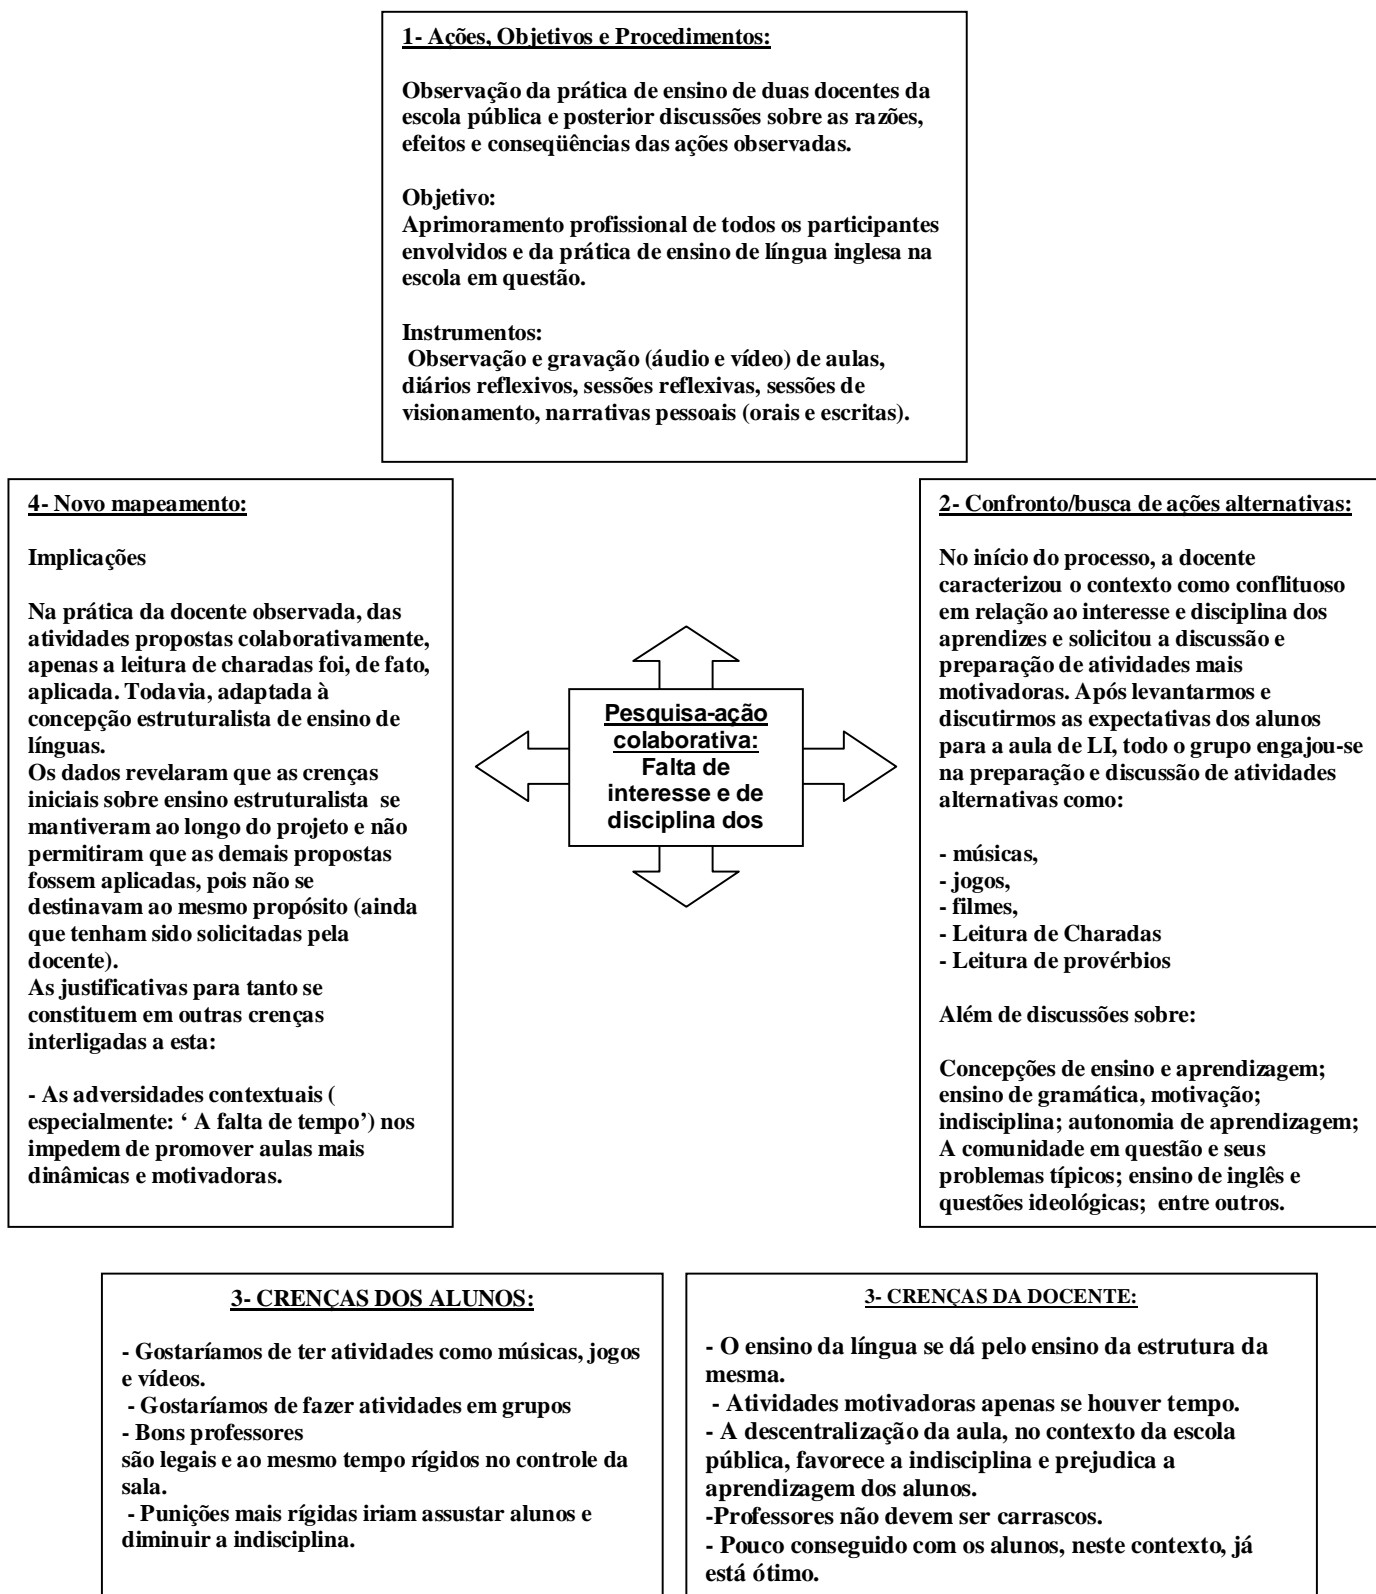 1- Ações, Objetivos e Procedimentos:
Observação da prática de ensino de duas docentes da
escola pública e posterior discussões sobre as razões,
efeitos e conseqüências das ações observadas.
Objetivo:
Aprimoramento profissional de todos os participantes
envolvidos e da prática de ensino de língua inglesa na
escola em questão.
Instrumentos:
Observação e gravação (áudio e vídeo) de aulas,
diários reflexivos, sessões reflexivas, sessões de
visionamento, narrativas pessoais (orais e escritas).
4- Novo mapeamento:
Implicações
Na prática da docente observada, das
atividades propostas colaborativamente,
apenas a leitura de charadas foi, de fato,
aplicada. Todavia, adaptada à
concepção estruturalista de ensino de
línguas.
Os dados revelaram que as crenças
iniciais sobre ensino estruturalista se
mantiveram ao longo do projeto e não
permitiram que as demais propostas
fossem aplicadas, pois não se
destinavam ao mesmo propósito (ainda
que tenham sido solicitadas pela
docente).
As justificativas para tanto se
constituem em outras crenças
interligadas a esta:
- As adversidades contextuais (
especialmente: ‘ A falta de tempo’) nos
impedem de promover aulas mais
dinâmicas e motivadoras.
Pesquisa-ação
colaborativa:
Falta de
interesse e de
disciplina dos
2- Confronto/busca de ações alternativas:
No início do processo, a docente
caracterizou o contexto como conflituoso
em relação ao interesse e disciplina dos
aprendizes e solicitou a discussão e
preparação de atividades mais
motivadoras. Após levantarmos e
discutirmos as expectativas dos alunos
para a aula de LI, todo o grupo engajou-se
na preparação e discussão de atividades
alternativas como:
- músicas,
- jogos,
- filmes,
- Leitura de Charadas
- Leitura de provérbios
Além de discussões sobre:
Concepções de ensino e aprendizagem;
ensino de gramática, motivação;
indisciplina; autonomia de aprendizagem;
A comunidade em questão e seus
problemas típicos; ensino de inglês e
questões ideológicas; entre outros.
3- CRENÇAS DOS ALUNOS:
- Gostaríamos de ter atividades como músicas, jogos
e vídeos.
- Gostaríamos de fazer atividades em grupos
- Bons professores
são legais e ao mesmo tempo rígidos no controle da
sala.
- Punições mais rígidas iriam assustar alunos e
diminuir a indisciplina.
3- CRENÇAS DA DOCENTE:
- O ensino da língua se dá pelo ensino da estrutura da
mesma.
- Atividades motivadoras apenas se houver tempo.
- A descentralização da aula, no contexto da escola
pública, favorece a indisciplina e prejudica a
aprendizagem dos alunos.
-Professores não devem ser carrascos.
- Pouco conseguido com os alunos, neste contexto, já
está ótimo.